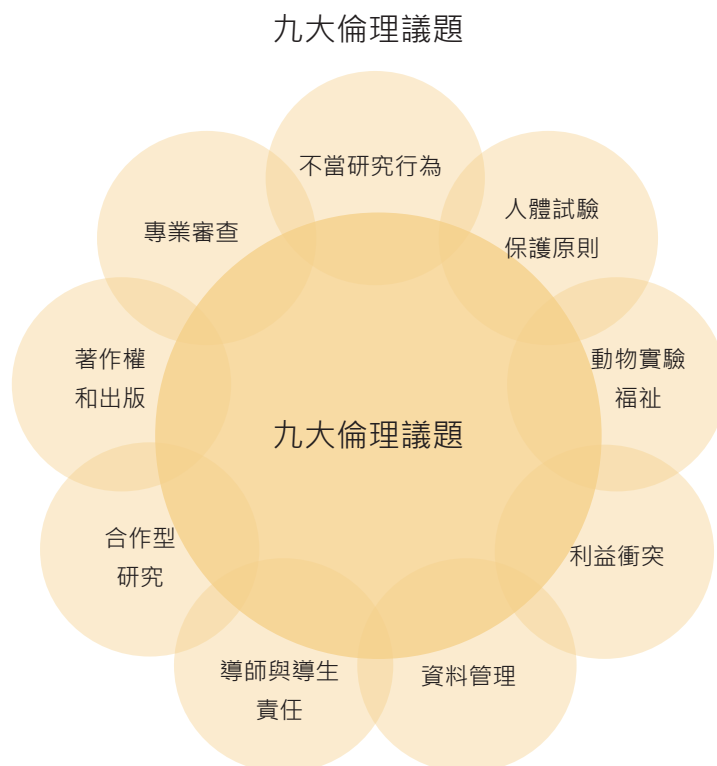 九大倫理議題
不當研究行為
人體試驗
保護原則
動物實驗
福祉
利益衝突
資料管理
導師與導生
責任
合作型
研究
著作權
和出版
專業審查
九大倫理議題